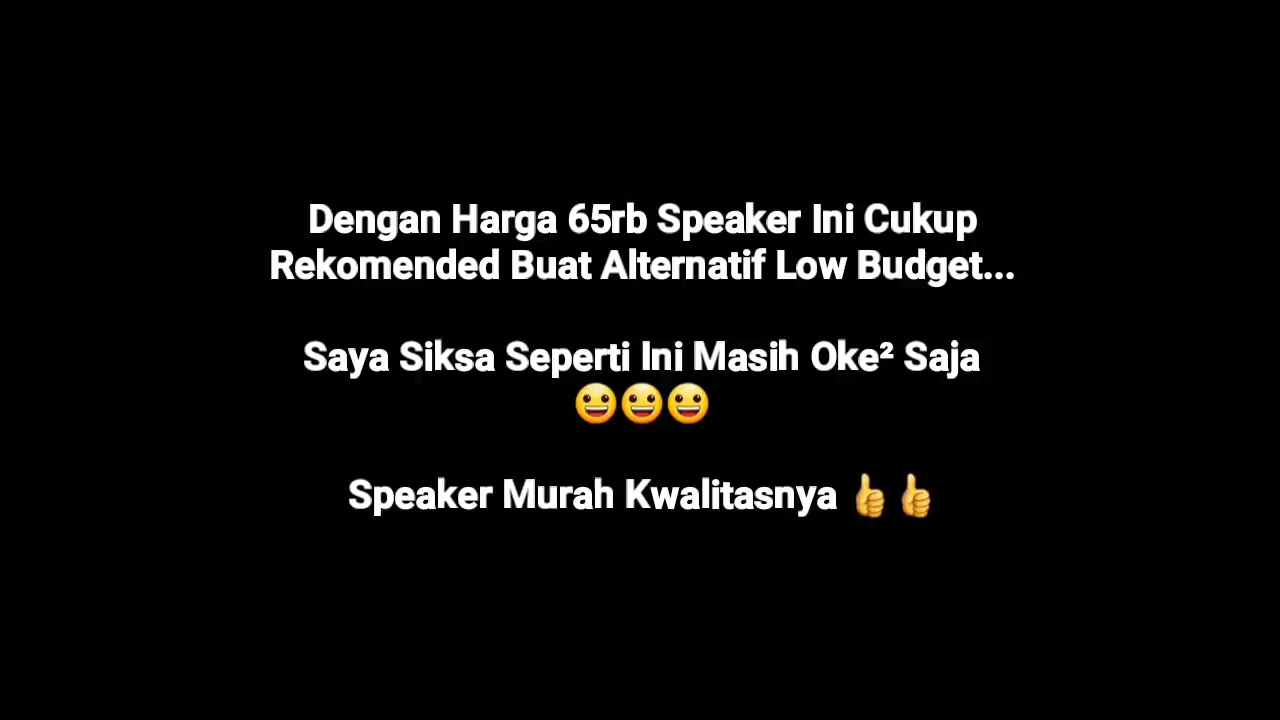 Dengan Harga 65rb Speaker Ini Cukup
Rekomended Buat Alternatif Low Budget...
Saya Siksa Seperti Ini Masih Oke² Saja
😀😀😀
Speaker Murah Kwalitasnya 👍👍